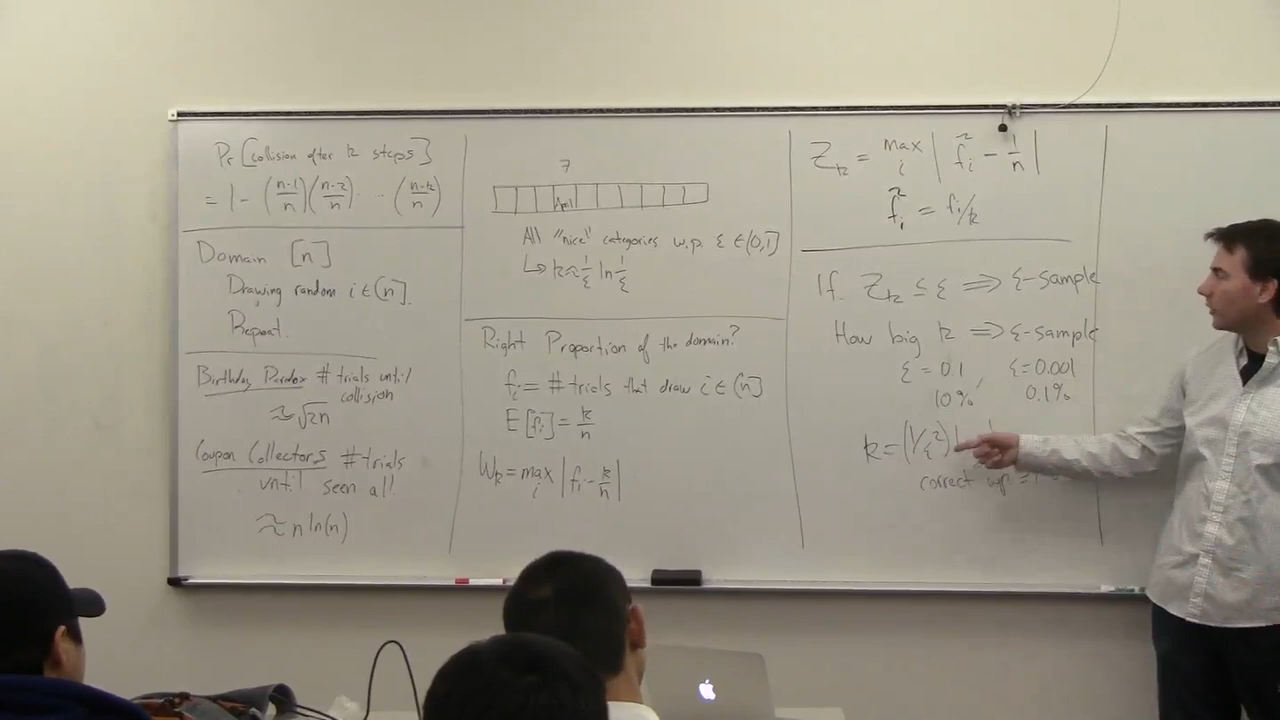 Pr[collision after k steps]
= 1 - ((n-1)/n)((n-2)/n) ... ((n-k)/n)
Domain [n]
Drawing random i ∈ [n].
Repeat.
Birthday Paradox # trials until
collision
≈ √2n
Coupon Collectors # trials
until seen all
≈ n ln(n)
7
April
All "nice" categories w.p. ε ∈ (0,1]
↳ k ≈ 1/ε ln 1/ε
Right Proportion of the domain?
fᵢ = # trials that draw i ∈ [n]
E[fᵢ] = k/n
Wₖ = max |fᵢ - k/n|
i
Zₖ = max | f̃ᵢ - 1/n |
i
f̃ᵢ = fᵢ/k
If Zₖ ≤ ε ⟹ ε-sample
How big k ⟹ ε-sample
ε = 0.1, ε = 0.001
10% 0.1%
k = (1/ε²)
correct wp